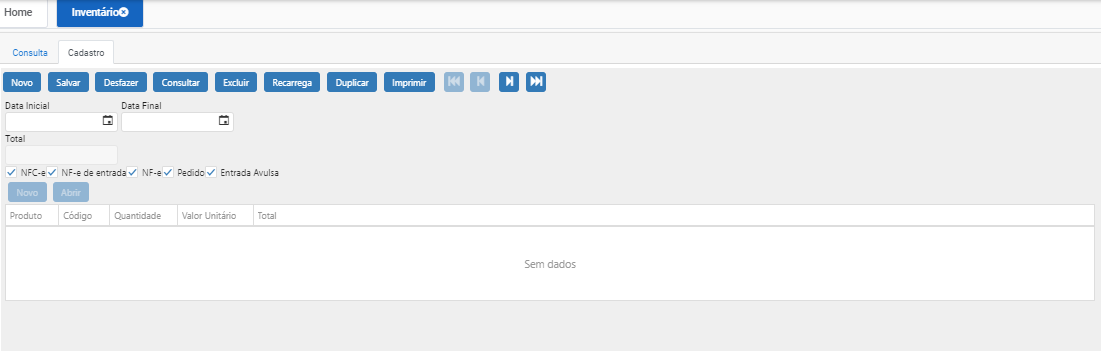 Home Inventário
Consulta Cadastro
Novo Salvar Desfazer Consultar Excluir Recarrega Duplicar Imprimir
Data Inicial Data Final
Total
NFC-e NF-e de entrada NF-e Pedido Entrada Avulsa
Novo Abrir
Produto Código Quantidade Valor Unitário Total
Sem dados